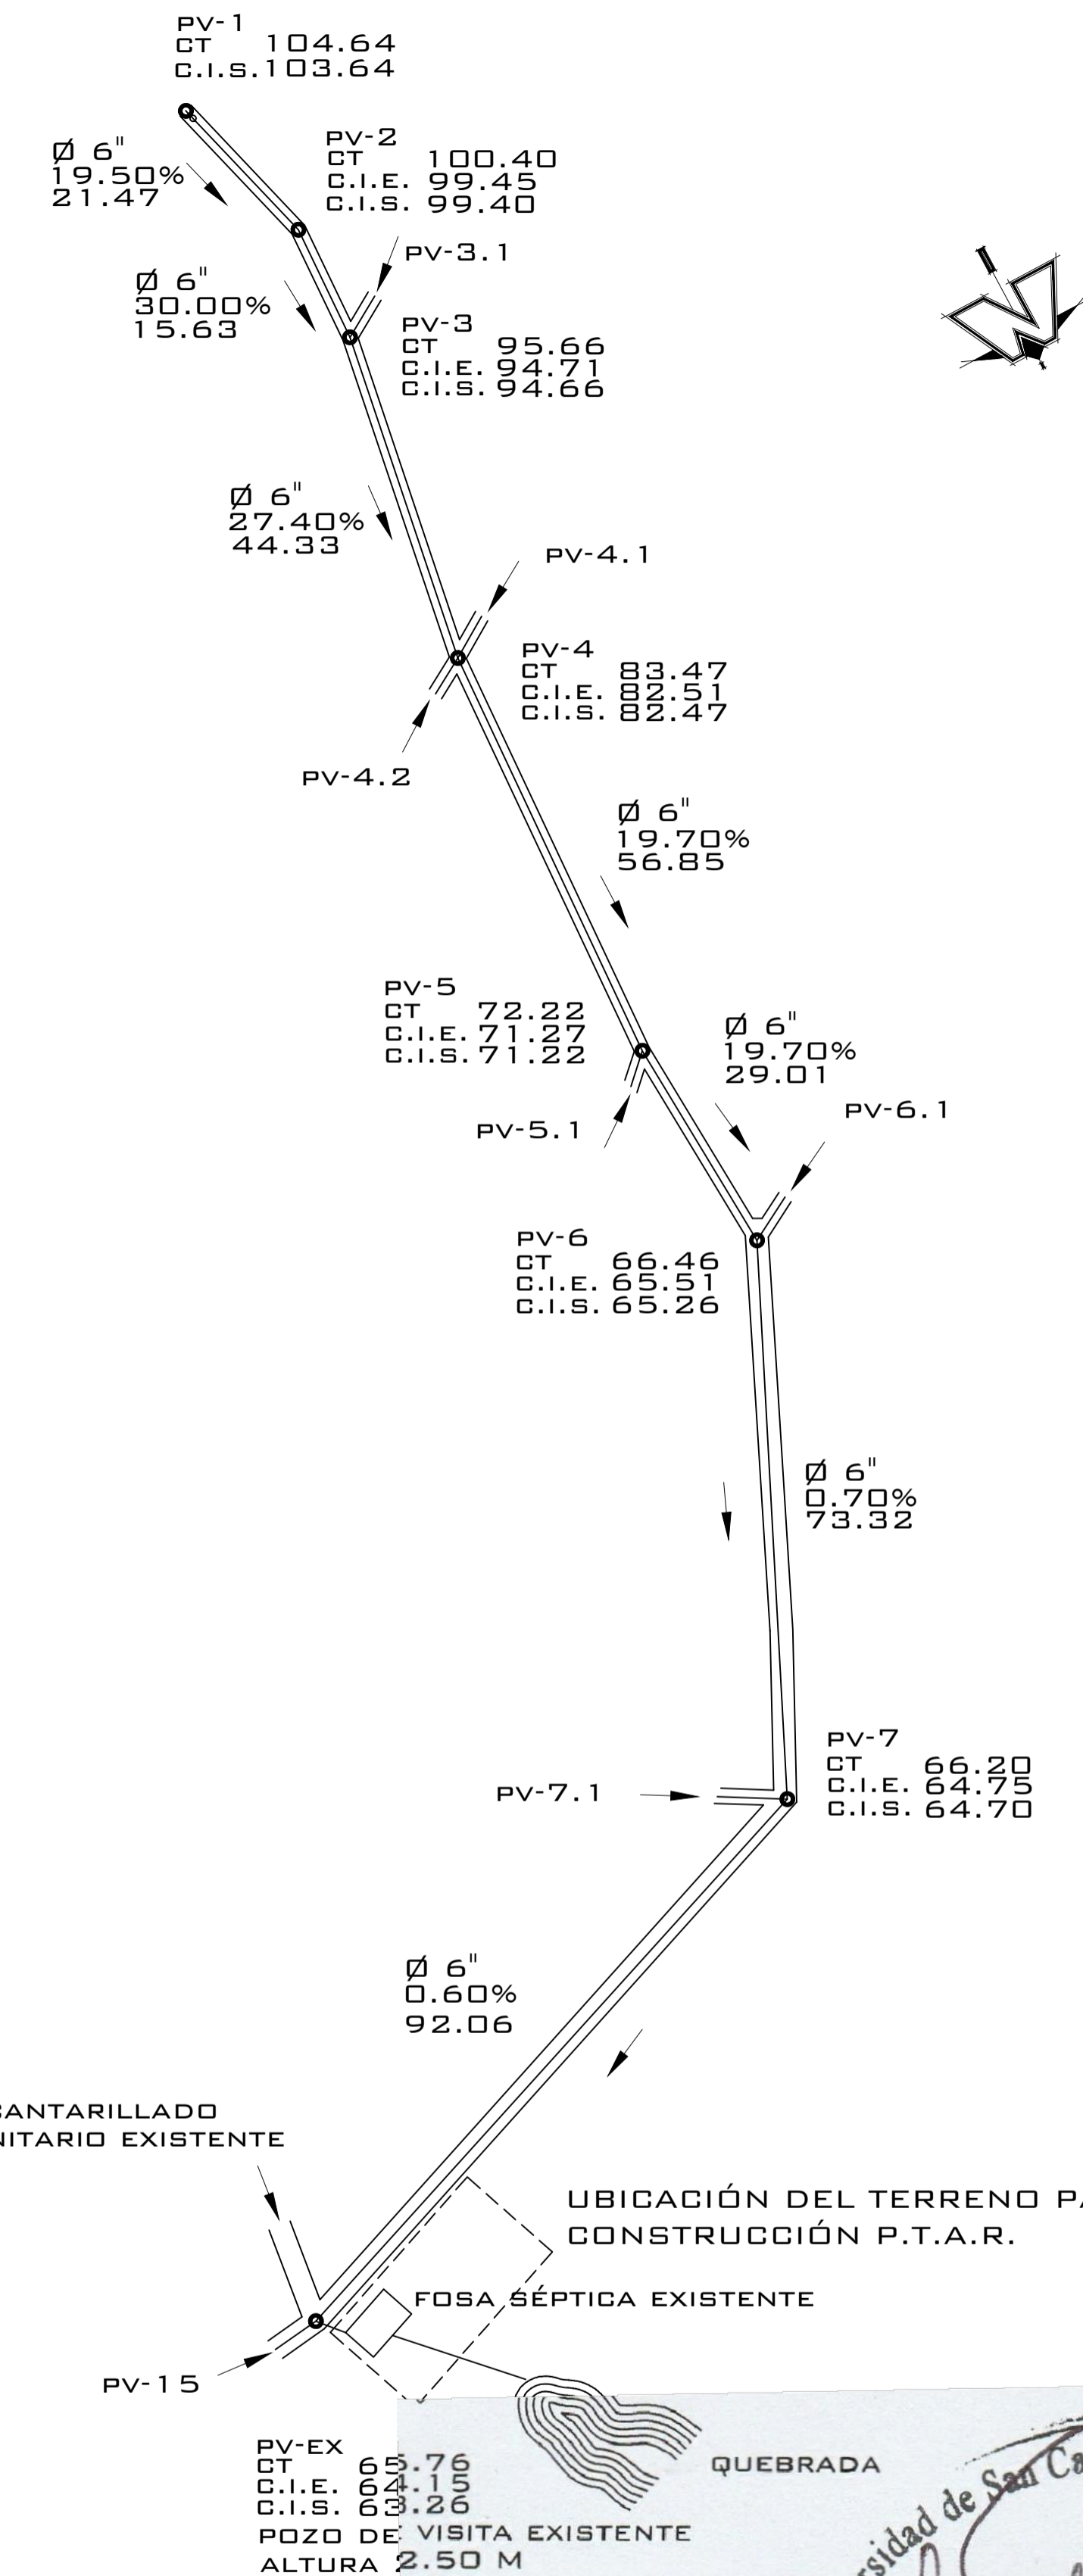 PV-1
CT 104.64
C.I.S. 103.64
Ø 6"
19.50%
21.47
PV-2
CT 100.40
C.I.E. 99.45
C.I.S. 99.40
PV-3.1
Ø 6"
30.00%
15.63
PV-3
CT 95.66
C.I.E. 94.71
C.I.S. 94.66
N
Ø 6"
27.40%
44.33
PV-4.1
PV-4
CT 83.47
C.I.E. 82.51
C.I.S. 82.47
PV-4.2
Ø 6"
19.70%
56.85
PV-5
CT 72.22
C.I.E. 71.27
C.I.S. 71.22
Ø 6"
19.70%
29.01
PV-5.1
PV-6.1
PV-6
CT 66.46
C.I.E. 65.51
C.I.S. 65.26
Ø 6"
0.70%
73.32
PV-7
CT 66.20
C.I.E. 64.75
C.I.S. 64.70
PV-7.1
Ø 6"
0.60%
92.06
CANTARILLADO
NITARIO EXISTENTE
UBICACIÓN DEL TERRENO PA
CONSTRUCCIÓN P.T.A.R.
FOSA SÉPTICA EXISTENTE
PV-15
PV-EX
CT 65.76
C.I.E. 64.15
C.I.S. 63.26
POZO DE VISITA EXISTENTE
ALTURA 2.50 M
QUEBRADA
rsidad de San Ca